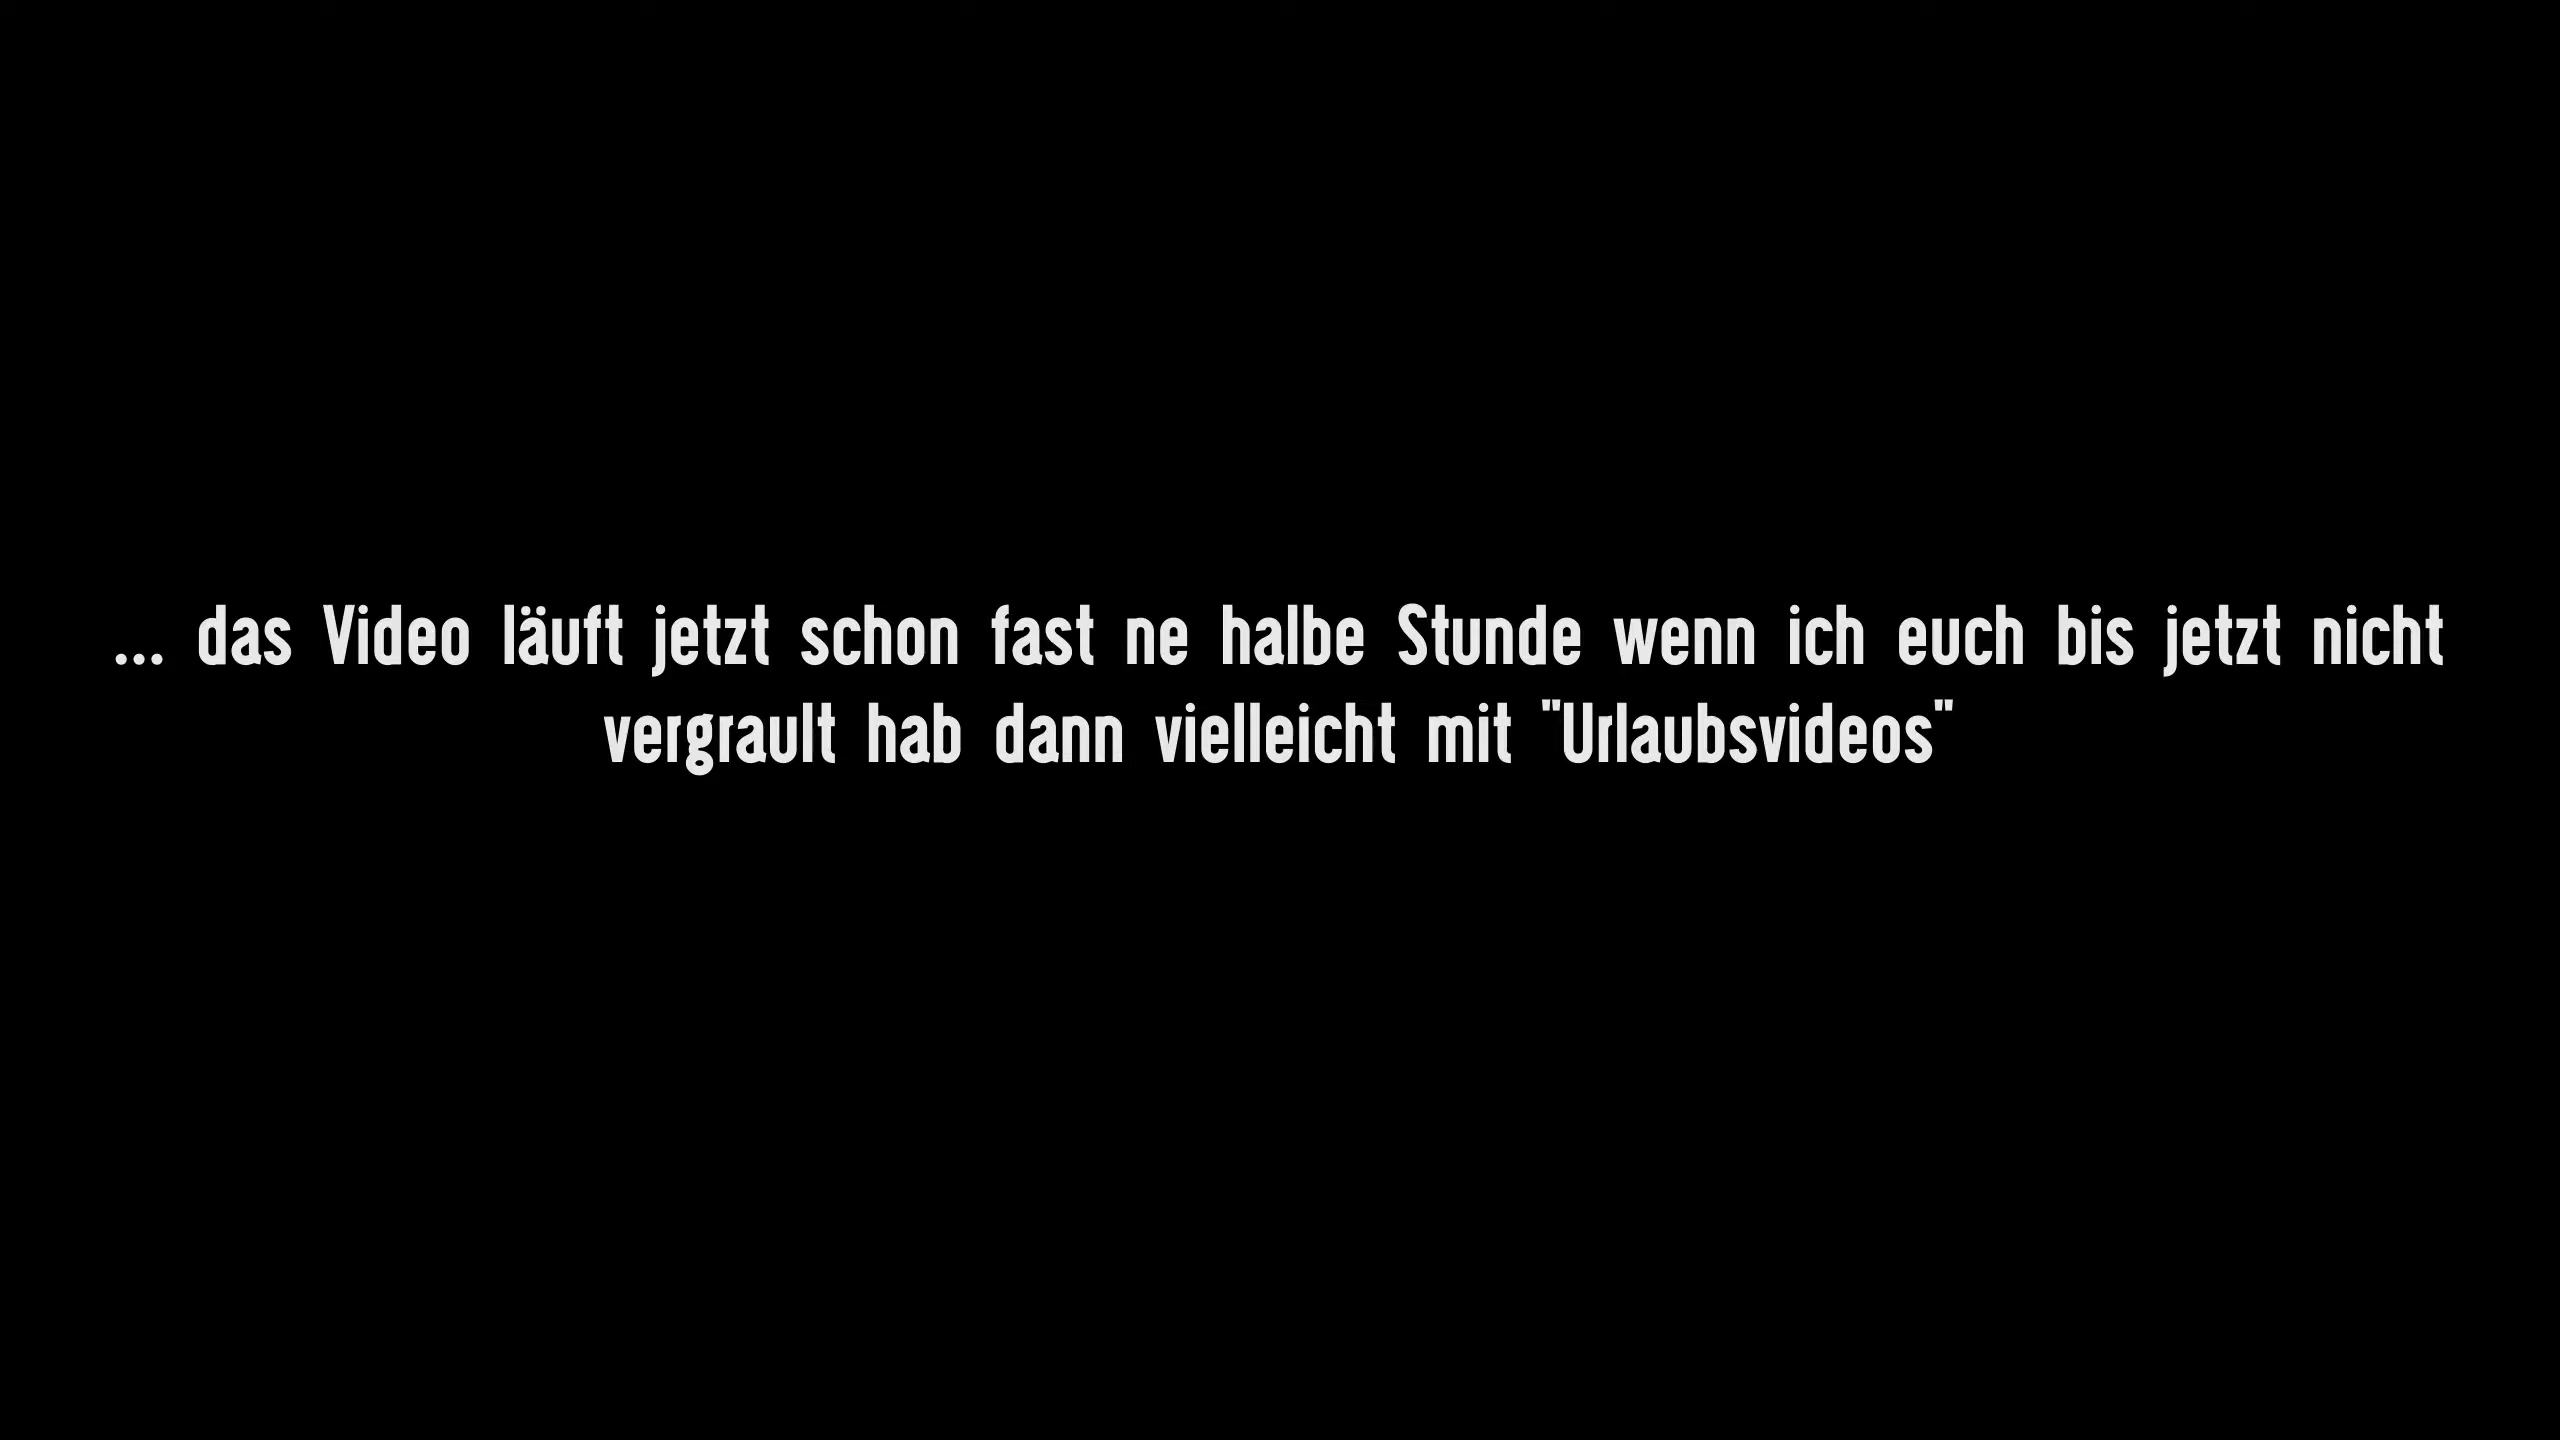 ... das Video läuft jetzt schon fast ne halbe Stunde wenn ich euch bis jetzt nicht
vergrault hab dann vielleicht mit "Urlaubsvideos"